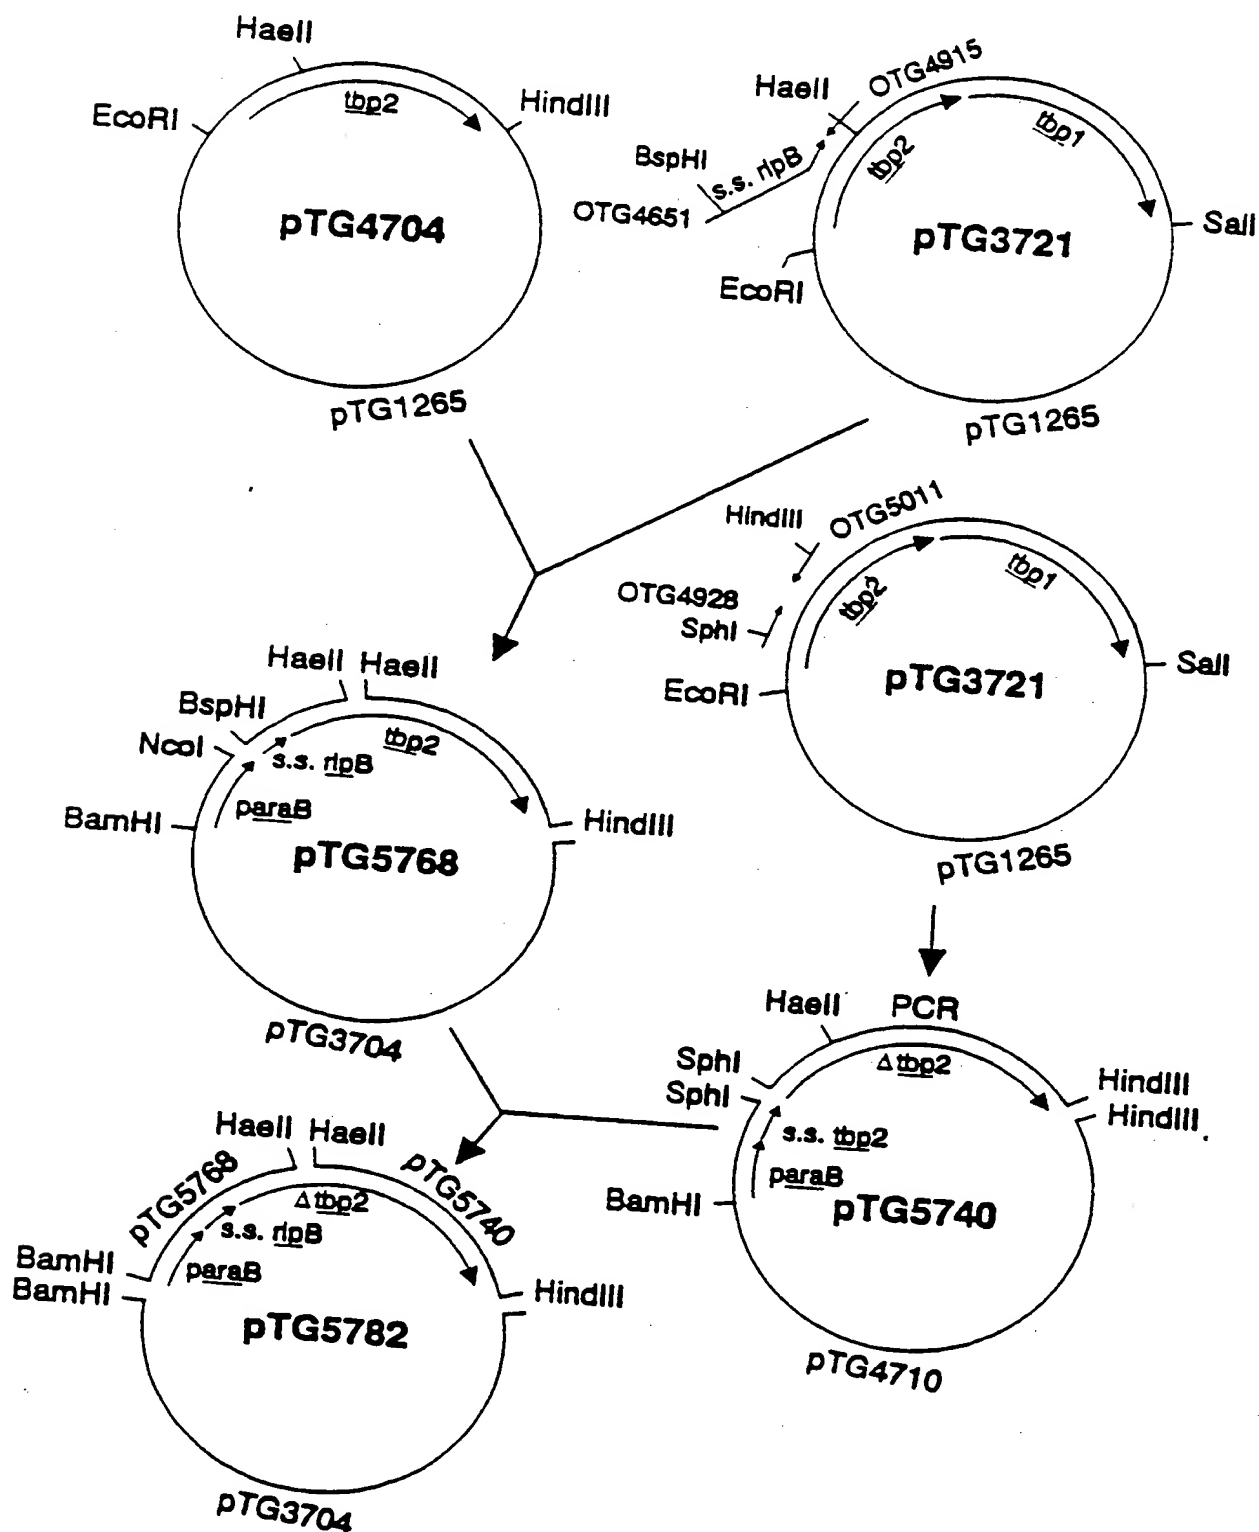 HaeII
EcoRI
tbp2
HindIII
pTG4704
pTG1265
OTG4915
HaeII
BspHI
s.s. rlpB
OTG4651
tbp2
tbp1
pTG3721
SalI
EcoRI
pTG1265
HindIII
OTG5011
OTG4928
SphI
tbp2
tbp1
EcoRI
pTG3721
SalI
pTG1265
HaeII HaeII
BspHI
NcoI
s.s. rlpB
tbp2
paraB
BamHI
HindIII
pTG5768
pTG3704
PCR
HaeII
SphI
SphI
Δ tbp2
HindIII
HindIII
s.s. tbp2
paraB
BamHI
pTG5740
pTG4710
HaeII HaeII
pTG5768
pTG5740
Δ tbp2
s.s. rlpB
paraB
BamHI
BamHI
HindIII
pTG5782
pTG3704